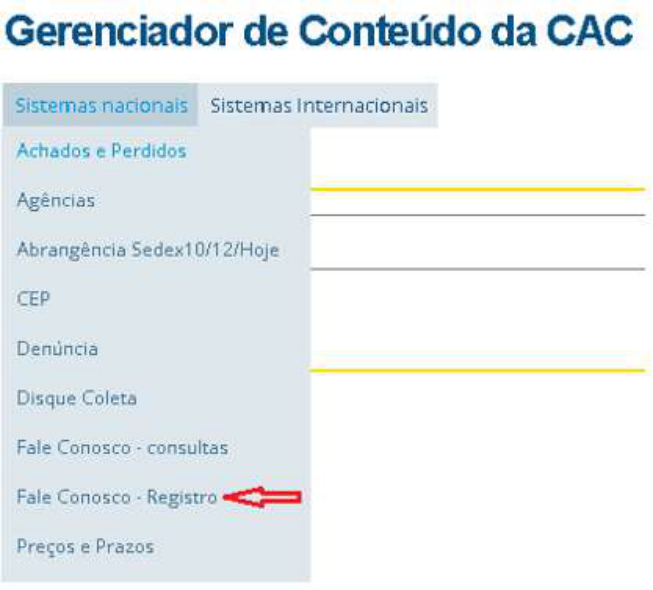 Gerenciador de Conteúdo da CAC
Sistemas nacionais Sistemas Internacionais
Achados e Perdidos
Agências
Abrangência Sedex10/12/Hoje
CEP
Denúncia
Disque Coleta
Fale Conosco - consultas
Fale Conosco - Registro
Preços e Prazos